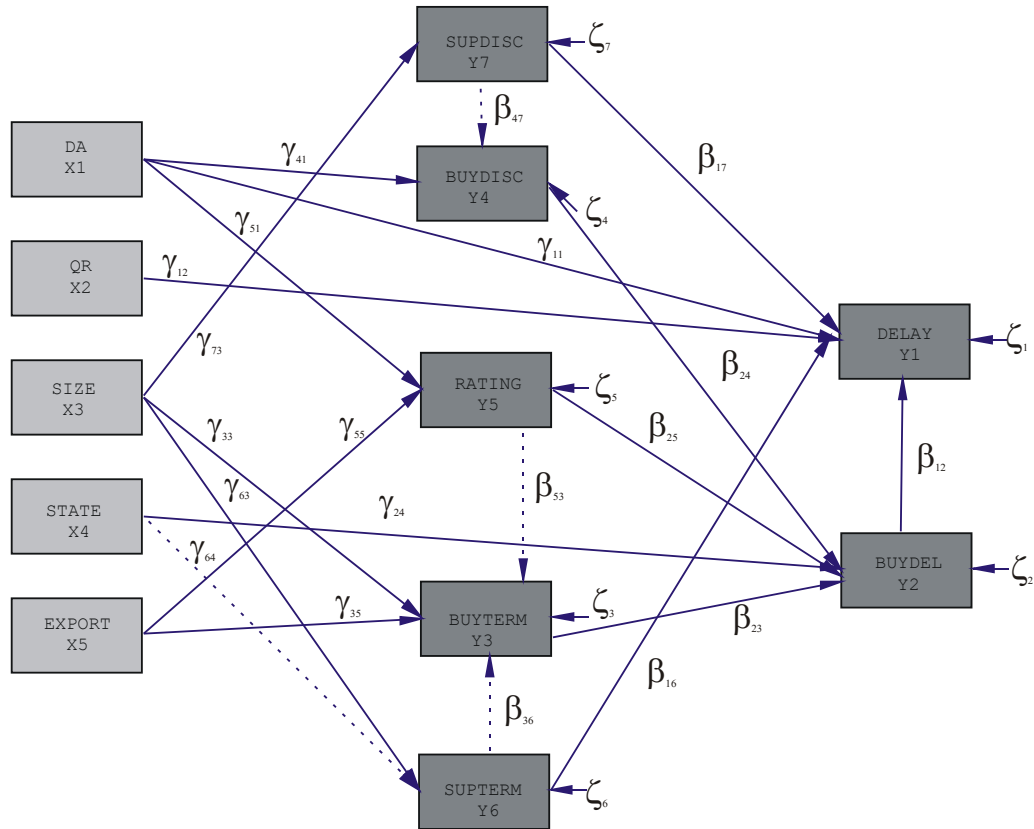 SUPDISC
Y7
ζ7
β47
DA
X1
γ41
BUYDISC
Y4
ζ4
β17
γ51
QR
X2
γ12
γ11
γ73
DELAY
Y1
ζ1
SIZE
X3
RATING
Y5
ζ5
β24
γ33
γ55
β25
β12
γ63
β53
STATE
X4
γ24
γ64
BUYDEL
Y2
ζ2
EXPORT
X5
γ35
BUYTERM
Y3
ζ3
β23
β16
β36
SUPTERM
Y6
ζ6